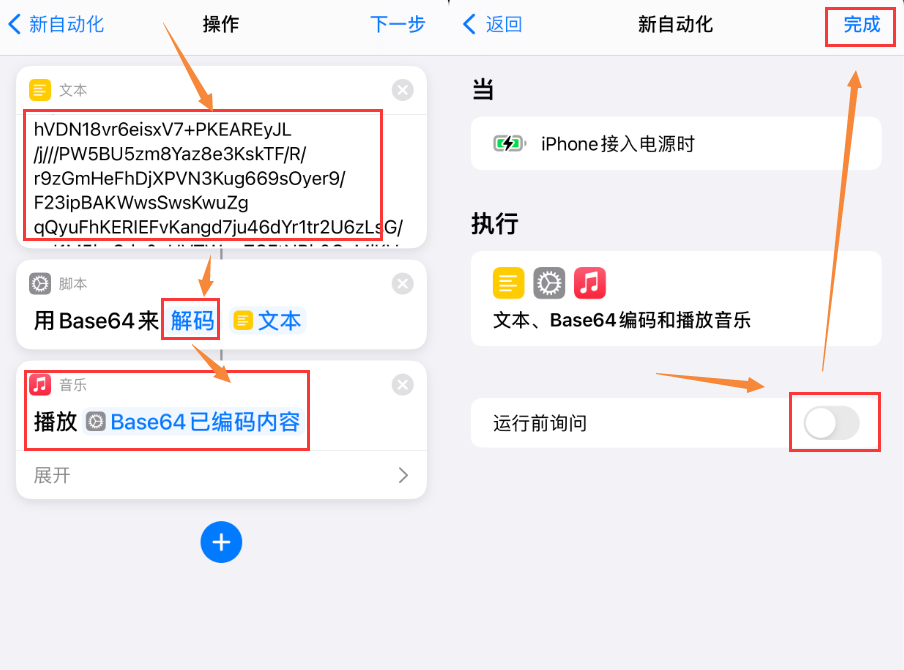 新自动化
操作
下一步
文本
hVDN18vr6eisxV7+PKEAREyJL
/j///PW5BU5zm8Yaz8e3KskTF/R/
r9zGmHeFhDjXPVN3Kug669sOyer9/
F23ipBAKWwsSwsKwuZg
qQyuFhKERIEFvKangd7ju46dYr1tr2U6zLsG/
脚本
用Base64来 解码 文本
音乐
播放 Base64已编码内容
展开
返回
新自动化
完成
当
iPhone接入电源时
执行
文本、Base64编码和播放音乐
运行前询问